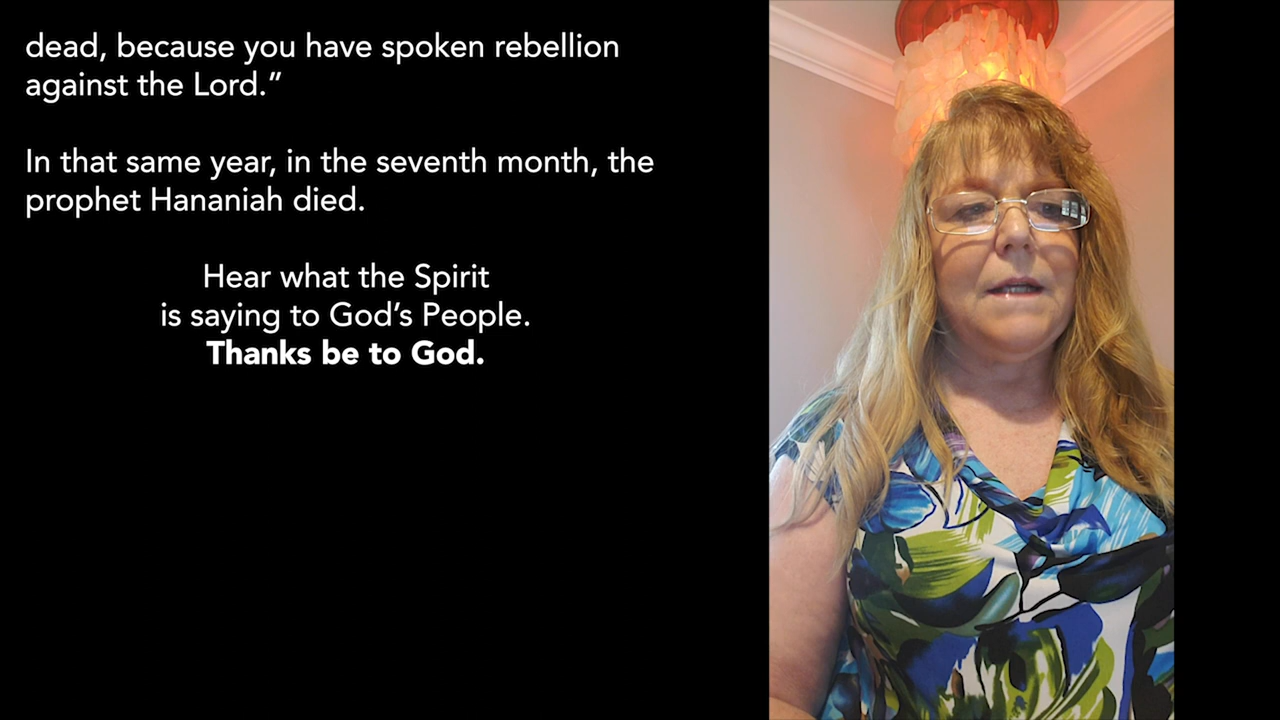 dead, because you have spoken rebellion
against the Lord.”
In that same year, in the seventh month, the
prophet Hananiah died.
Hear what the Spirit
is saying to God’s People.
Thanks be to God.